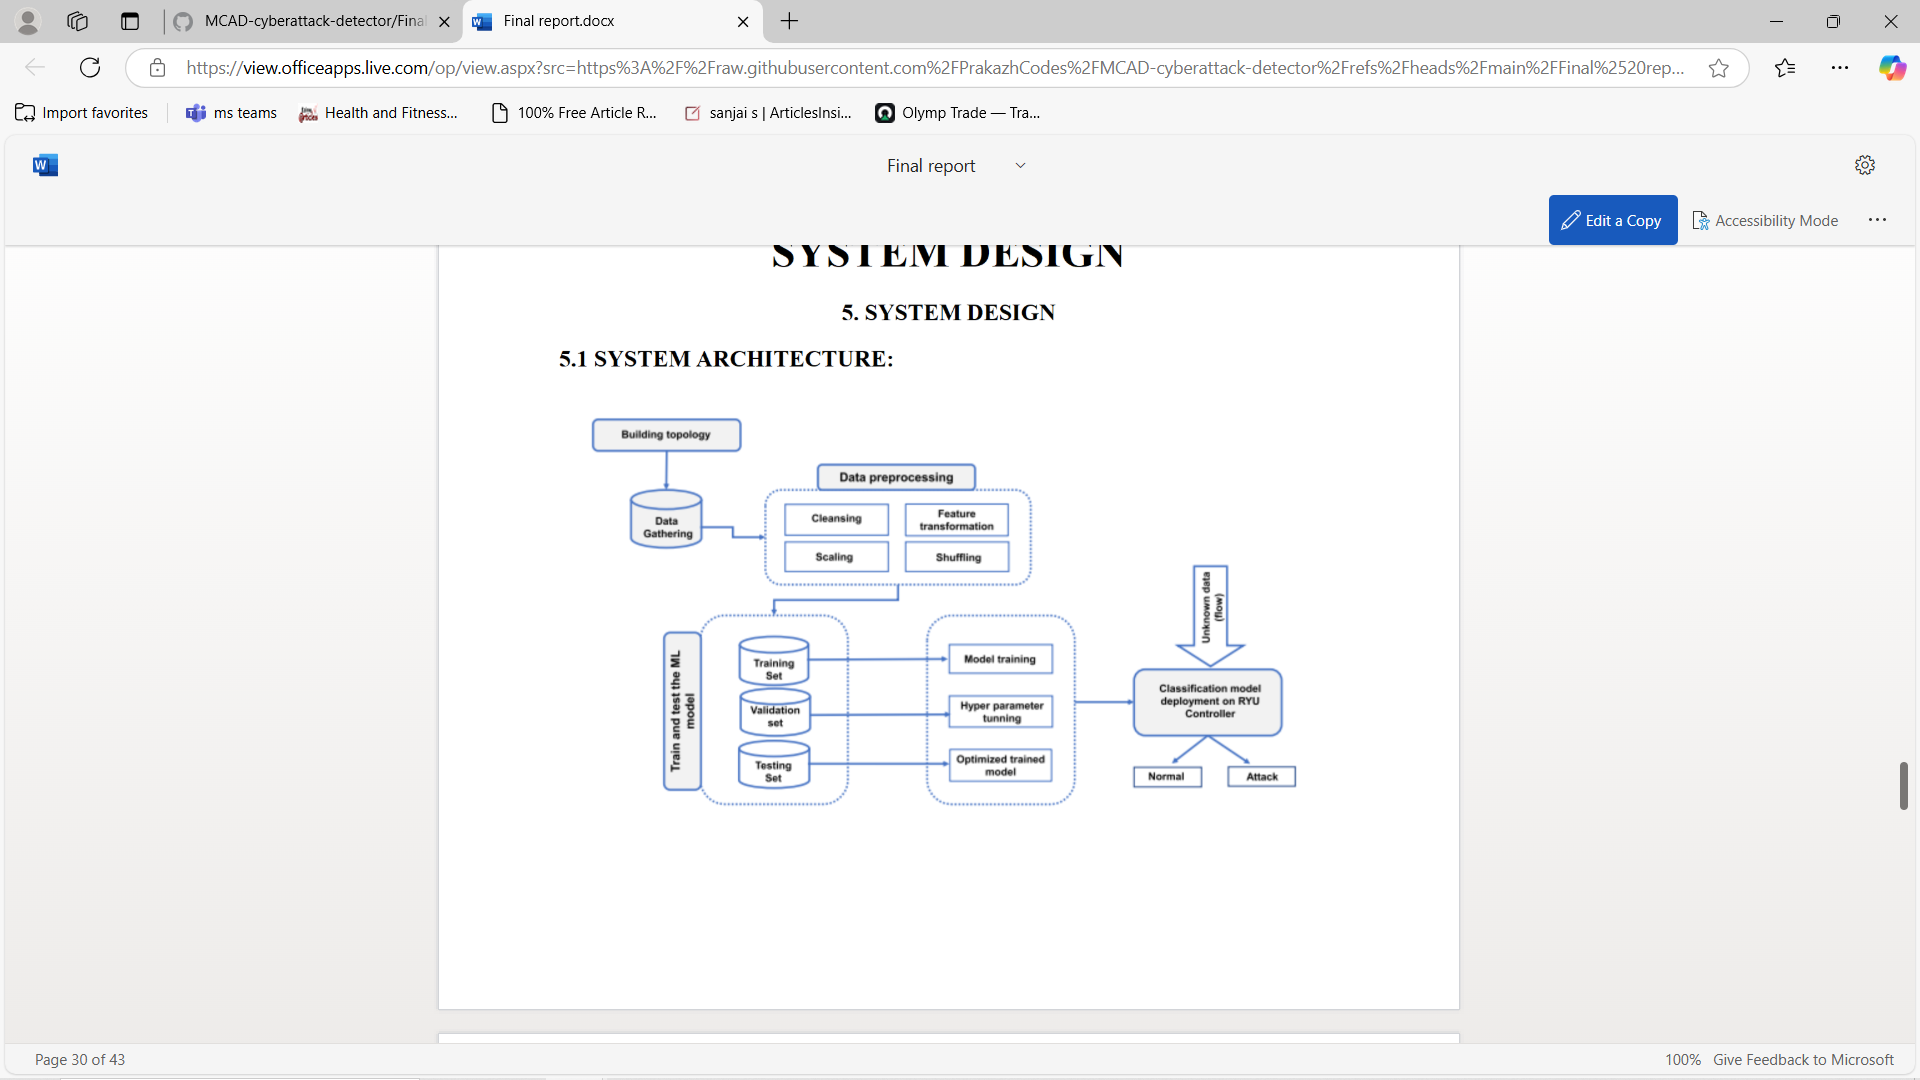 MCAD-cyberattack-detector/Final
Final report.docx
https://view.officeapps.live.com/op/view.aspx?src=https%3A%2F%2Fraw.githubusercontent.com%2FPrakazhCodes%2FMCAD-cyberattack-detector%2Frefs%2Fheads%2Fmain%2FFinal%2520rep...
Import favorites
ms teams
Health and Fitness...
100% Free Article R...
sanjai s | ArticlesInsi...
Olymp Trade — Tra...
W
Final report
Edit a Copy
Accessibility Mode
SYSTEM DESIGN
5. SYSTEM DESIGN
5.1 SYSTEM ARCHITECTURE:
Building topology
Data preprocessing
Data
Gathering
Cleansing
Feature
transformation
Scaling
Shuffling
Unknown data
(flow)
Train and test the ML
model
Training
Set
Model training
Validation
set
Hyper parameter
tunning
Testing
Set
Optimized trained
model
Classification model
deployment on RYU
Controller
Normal
Attack
Page 30 of 43
100%
Give Feedback to Microsoft